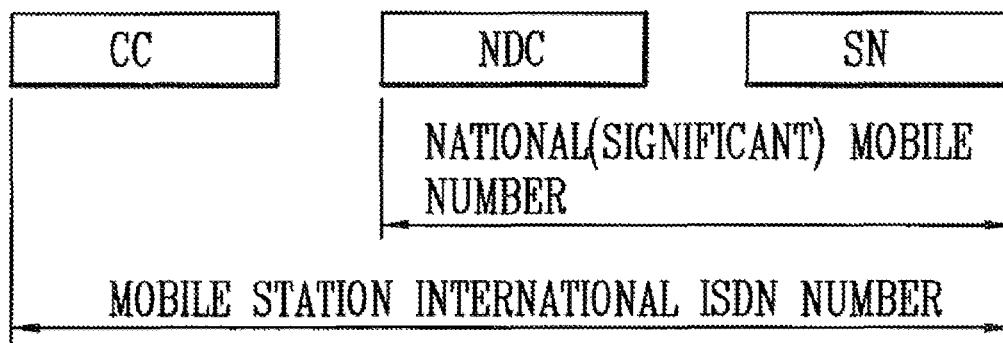 CC NDC SN
NATIONAL(SIGNIFICANT) MOBILE
NUMBER
MOBILE STATION INTERNATIONAL ISDN NUMBER